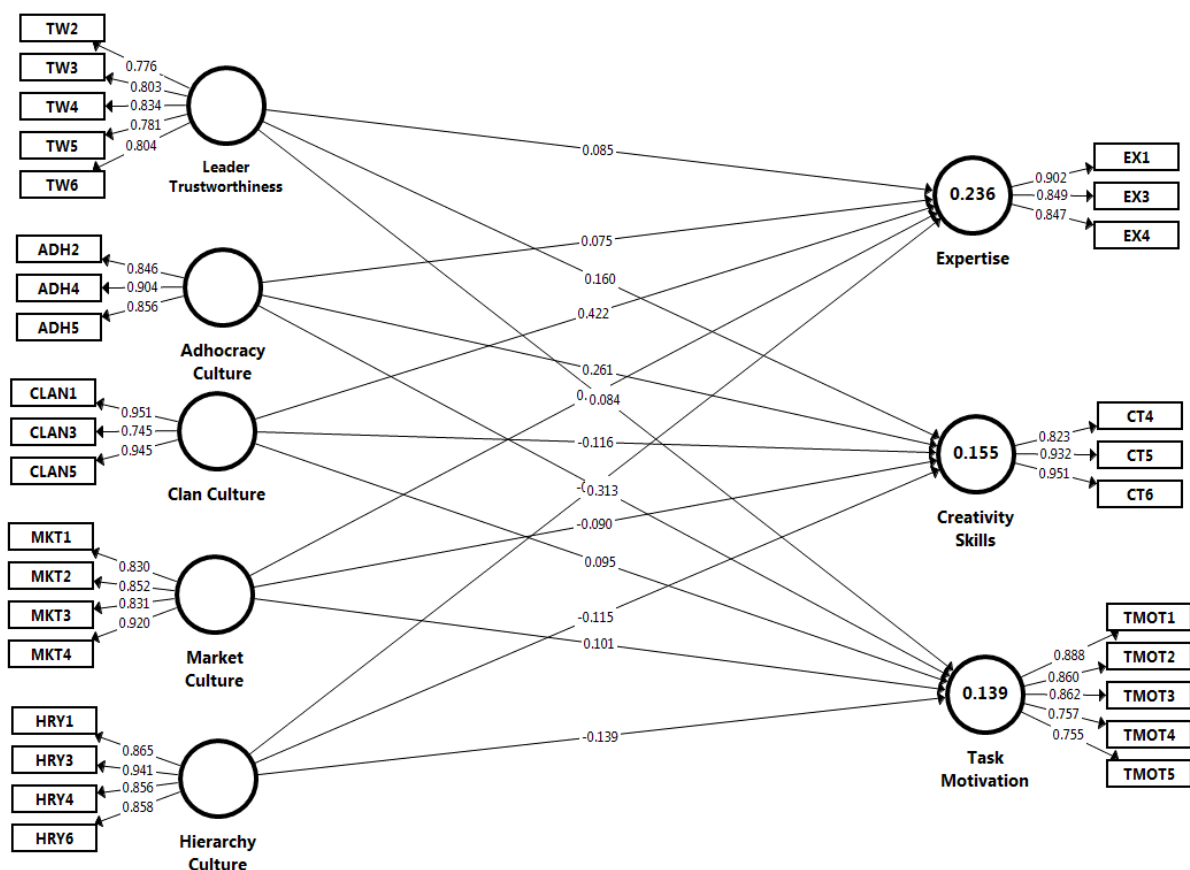 TW2
TW3
TW4
TW5
TW6
0.776
0.803
0.834
0.781
0.804
Leader
Trustworthiness
ADH2
ADH4
ADH5
0.846
0.904
0.856
Adhocracy
Culture
CLAN1
CLAN3
CLAN5
0.951
0.745
0.945
Clan Culture
MKT1
MKT2
MKT3
MKT4
0.830
0.852
0.831
0.920
Market
Culture
HRY1
HRY3
HRY4
HRY6
0.865
0.941
0.856
0.858
Hierarchy
Culture
0.085
0.075
0.160
0.422
0.261
0.084
-0.116
0.313
-0.090
0.095
-0.115
0.101
-0.139
0.236
Expertise
0.902
0.849
0.847
EX1
EX3
EX4
0.155
Creativity
Skills
0.823
0.932
0.951
CT4
CT5
CT6
0.139
Task
Motivation
0.888
0.860
0.862
0.757
0.755
TMOT1
TMOT2
TMOT3
TMOT4
TMOT5